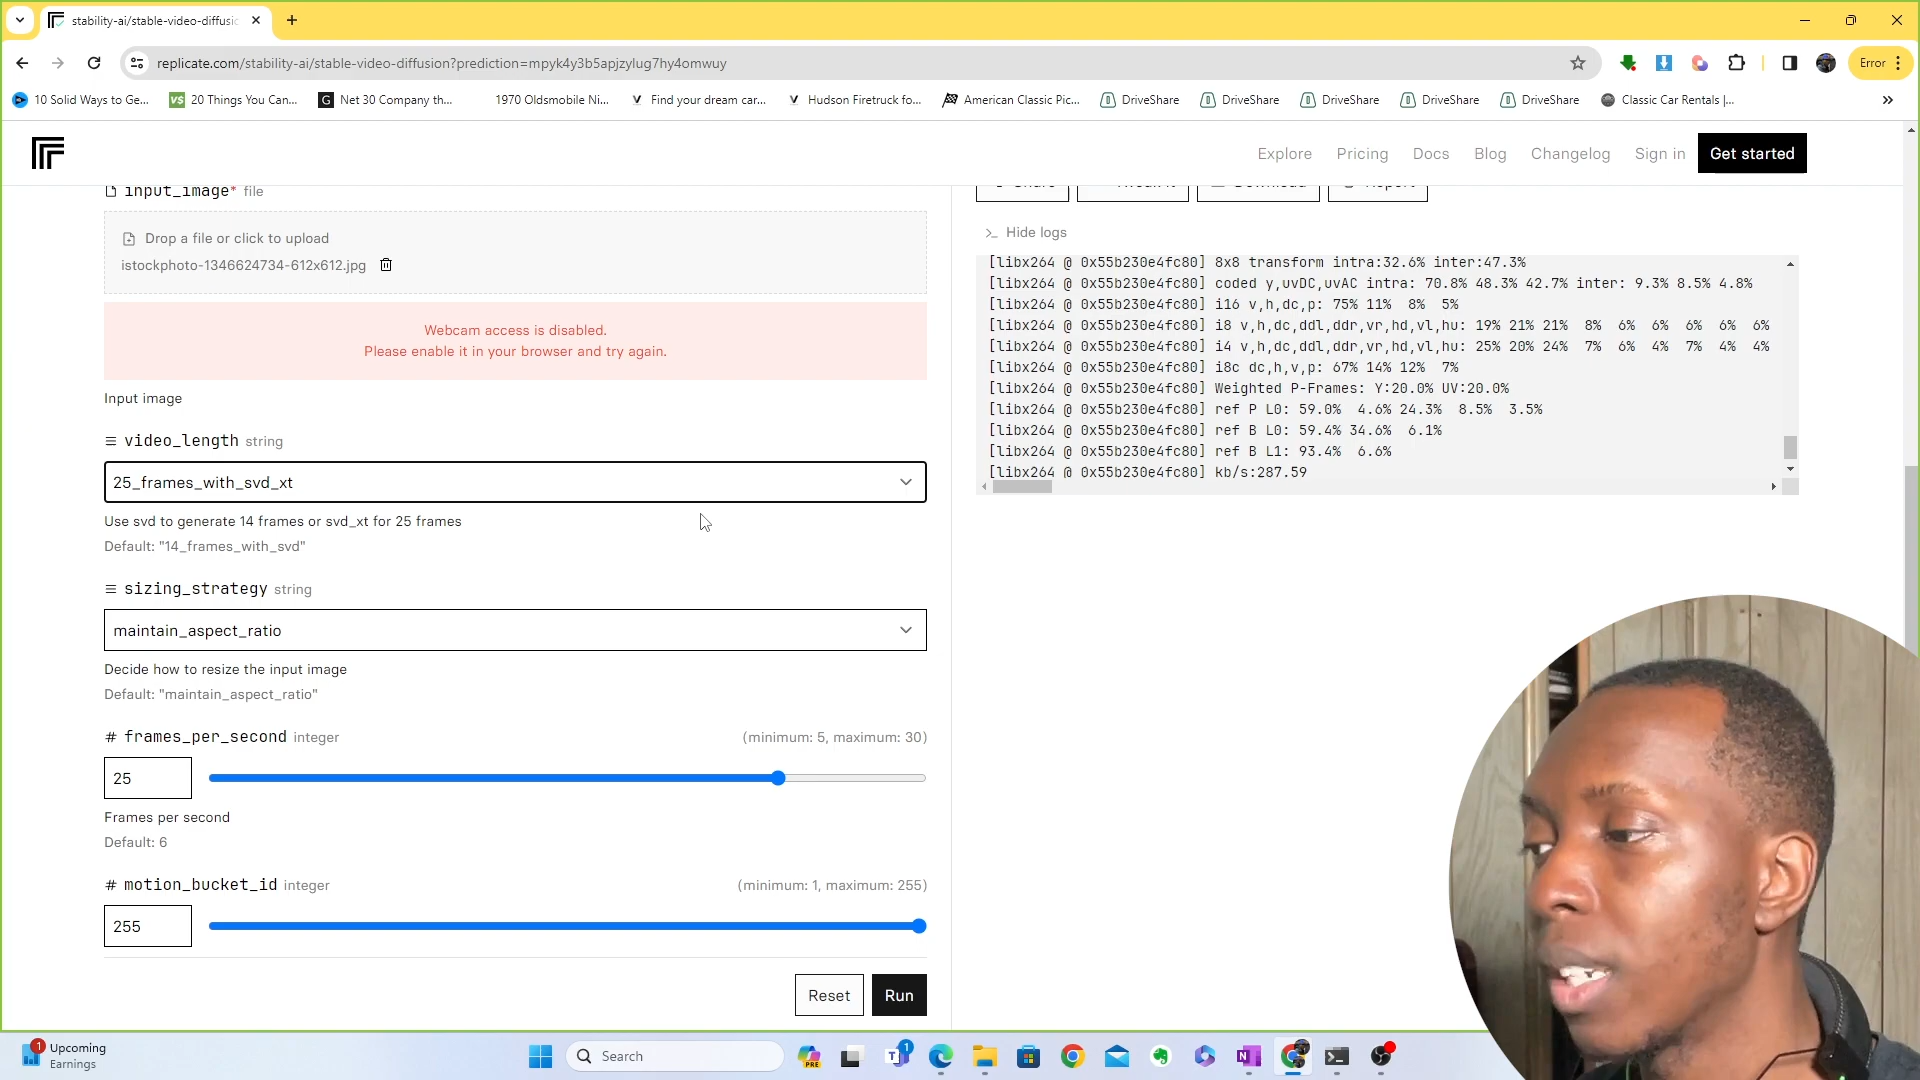 stability-ai/stable-video-diffusic
replicate.com/stability-ai/stable-video-diffusion?prediction=mpyk4y3b5apjzylug7hy4omwuy
Error
10 Solid Ways to Ge...
20 Things You Can...
Net 30 Company th...
1970 Oldsmobile Ni...
Find your dream car...
Hudson Firetruck fo...
American Classic Pic...
DriveShare
DriveShare
DriveShare
DriveShare
DriveShare
Classic Car Rentals |...
Explore
Pricing
Docs
Blog
Changelog
Sign in
Get started
input_image* file
Drop a file or click to upload
istockphoto-1346624734-612x612.jpg
Webcam access is disabled.
Please enable it in your browser and try again.
Input image
video_length string
25_frames_with_svd_xt
Use svd to generate 14 frames or svd_xt for 25 frames
Default: "14_frames_with_svd"
sizing_strategy string
maintain_aspect_ratio
Decide how to resize the input image
Default: "maintain_aspect_ratio"
# frames_per_second integer
(minimum: 5, maximum: 30)
25
Frames per second
Default: 6
# motion_bucket_id integer
(minimum: 1, maximum: 255)
255
Reset
Run
>_ Hide logs
[libx264 @ 0x55b230e4fc80] 8x8 transform intra:32.6% inter:47.3%
[libx264 @ 0x55b230e4fc80] coded y,uvDC,uvAC intra: 70.8% 48.3% 42.7% inter: 9.3% 8.5% 4.8%
[libx264 @ 0x55b230e4fc80] i16 v,h,dc,p: 75% 11% 8% 5%
[libx264 @ 0x55b230e4fc80] i8 v,h,dc,ddl,ddr,vr,hd,vl,hu: 19% 21% 21% 8% 6% 6% 6% 6% 6%
[libx264 @ 0x55b230e4fc80] i4 v,h,dc,ddl,ddr,vr,hd,vl,hu: 25% 20% 24% 7% 6% 4% 7% 4% 4%
[libx264 @ 0x55b230e4fc80] i8c dc,h,v,p: 67% 14% 12% 7%
[libx264 @ 0x55b230e4fc80] Weighted P-Frames: Y:20.0% UV:20.0%
[libx264 @ 0x55b230e4fc80] ref P L0: 59.0% 4.6% 24.3% 8.5% 3.5%
[libx264 @ 0x55b230e4fc80] ref B L0: 59.4% 34.6% 6.1%
[libx264 @ 0x55b230e4fc80] ref B L1: 93.4% 6.6%
[libx264 @ 0x55b230e4fc80] kb/s:287.59
1
Upcoming
Earnings
Search
PRE
1